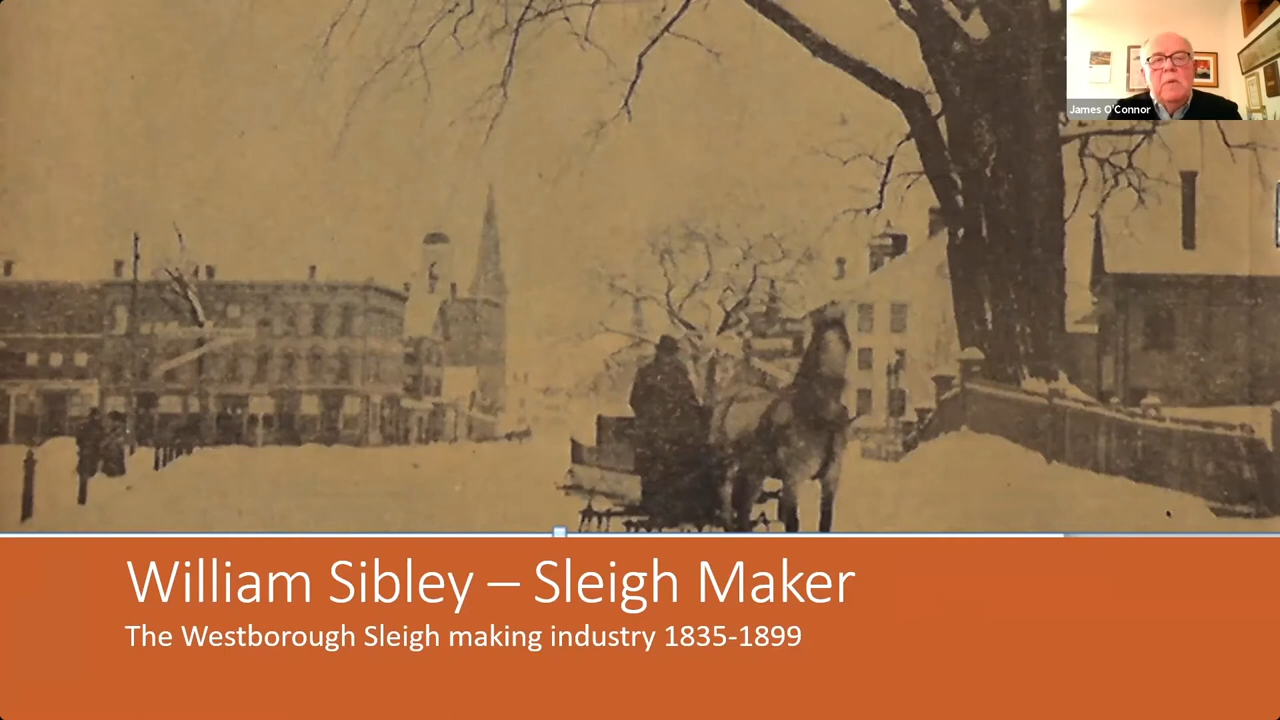 James O'Connor
William Sibley – Sleigh Maker
The Westborough Sleigh making industry 1835-1899